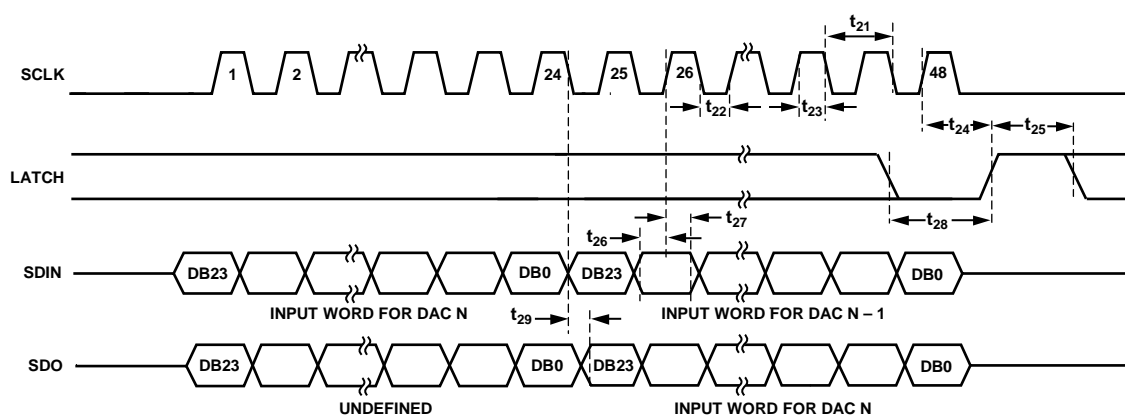 t21
SCLK
1
2
24
25
26
48
t22
t23
t24
t25
LATCH
t27
t28
t26
SDIN
DB23
DB0
DB23
DB0
INPUT WORD FOR DAC N
INPUT WORD FOR DAC N – 1
t29
SDO
DB23
DB0
DB23
DB0
UNDEFINED
INPUT WORD FOR DAC N